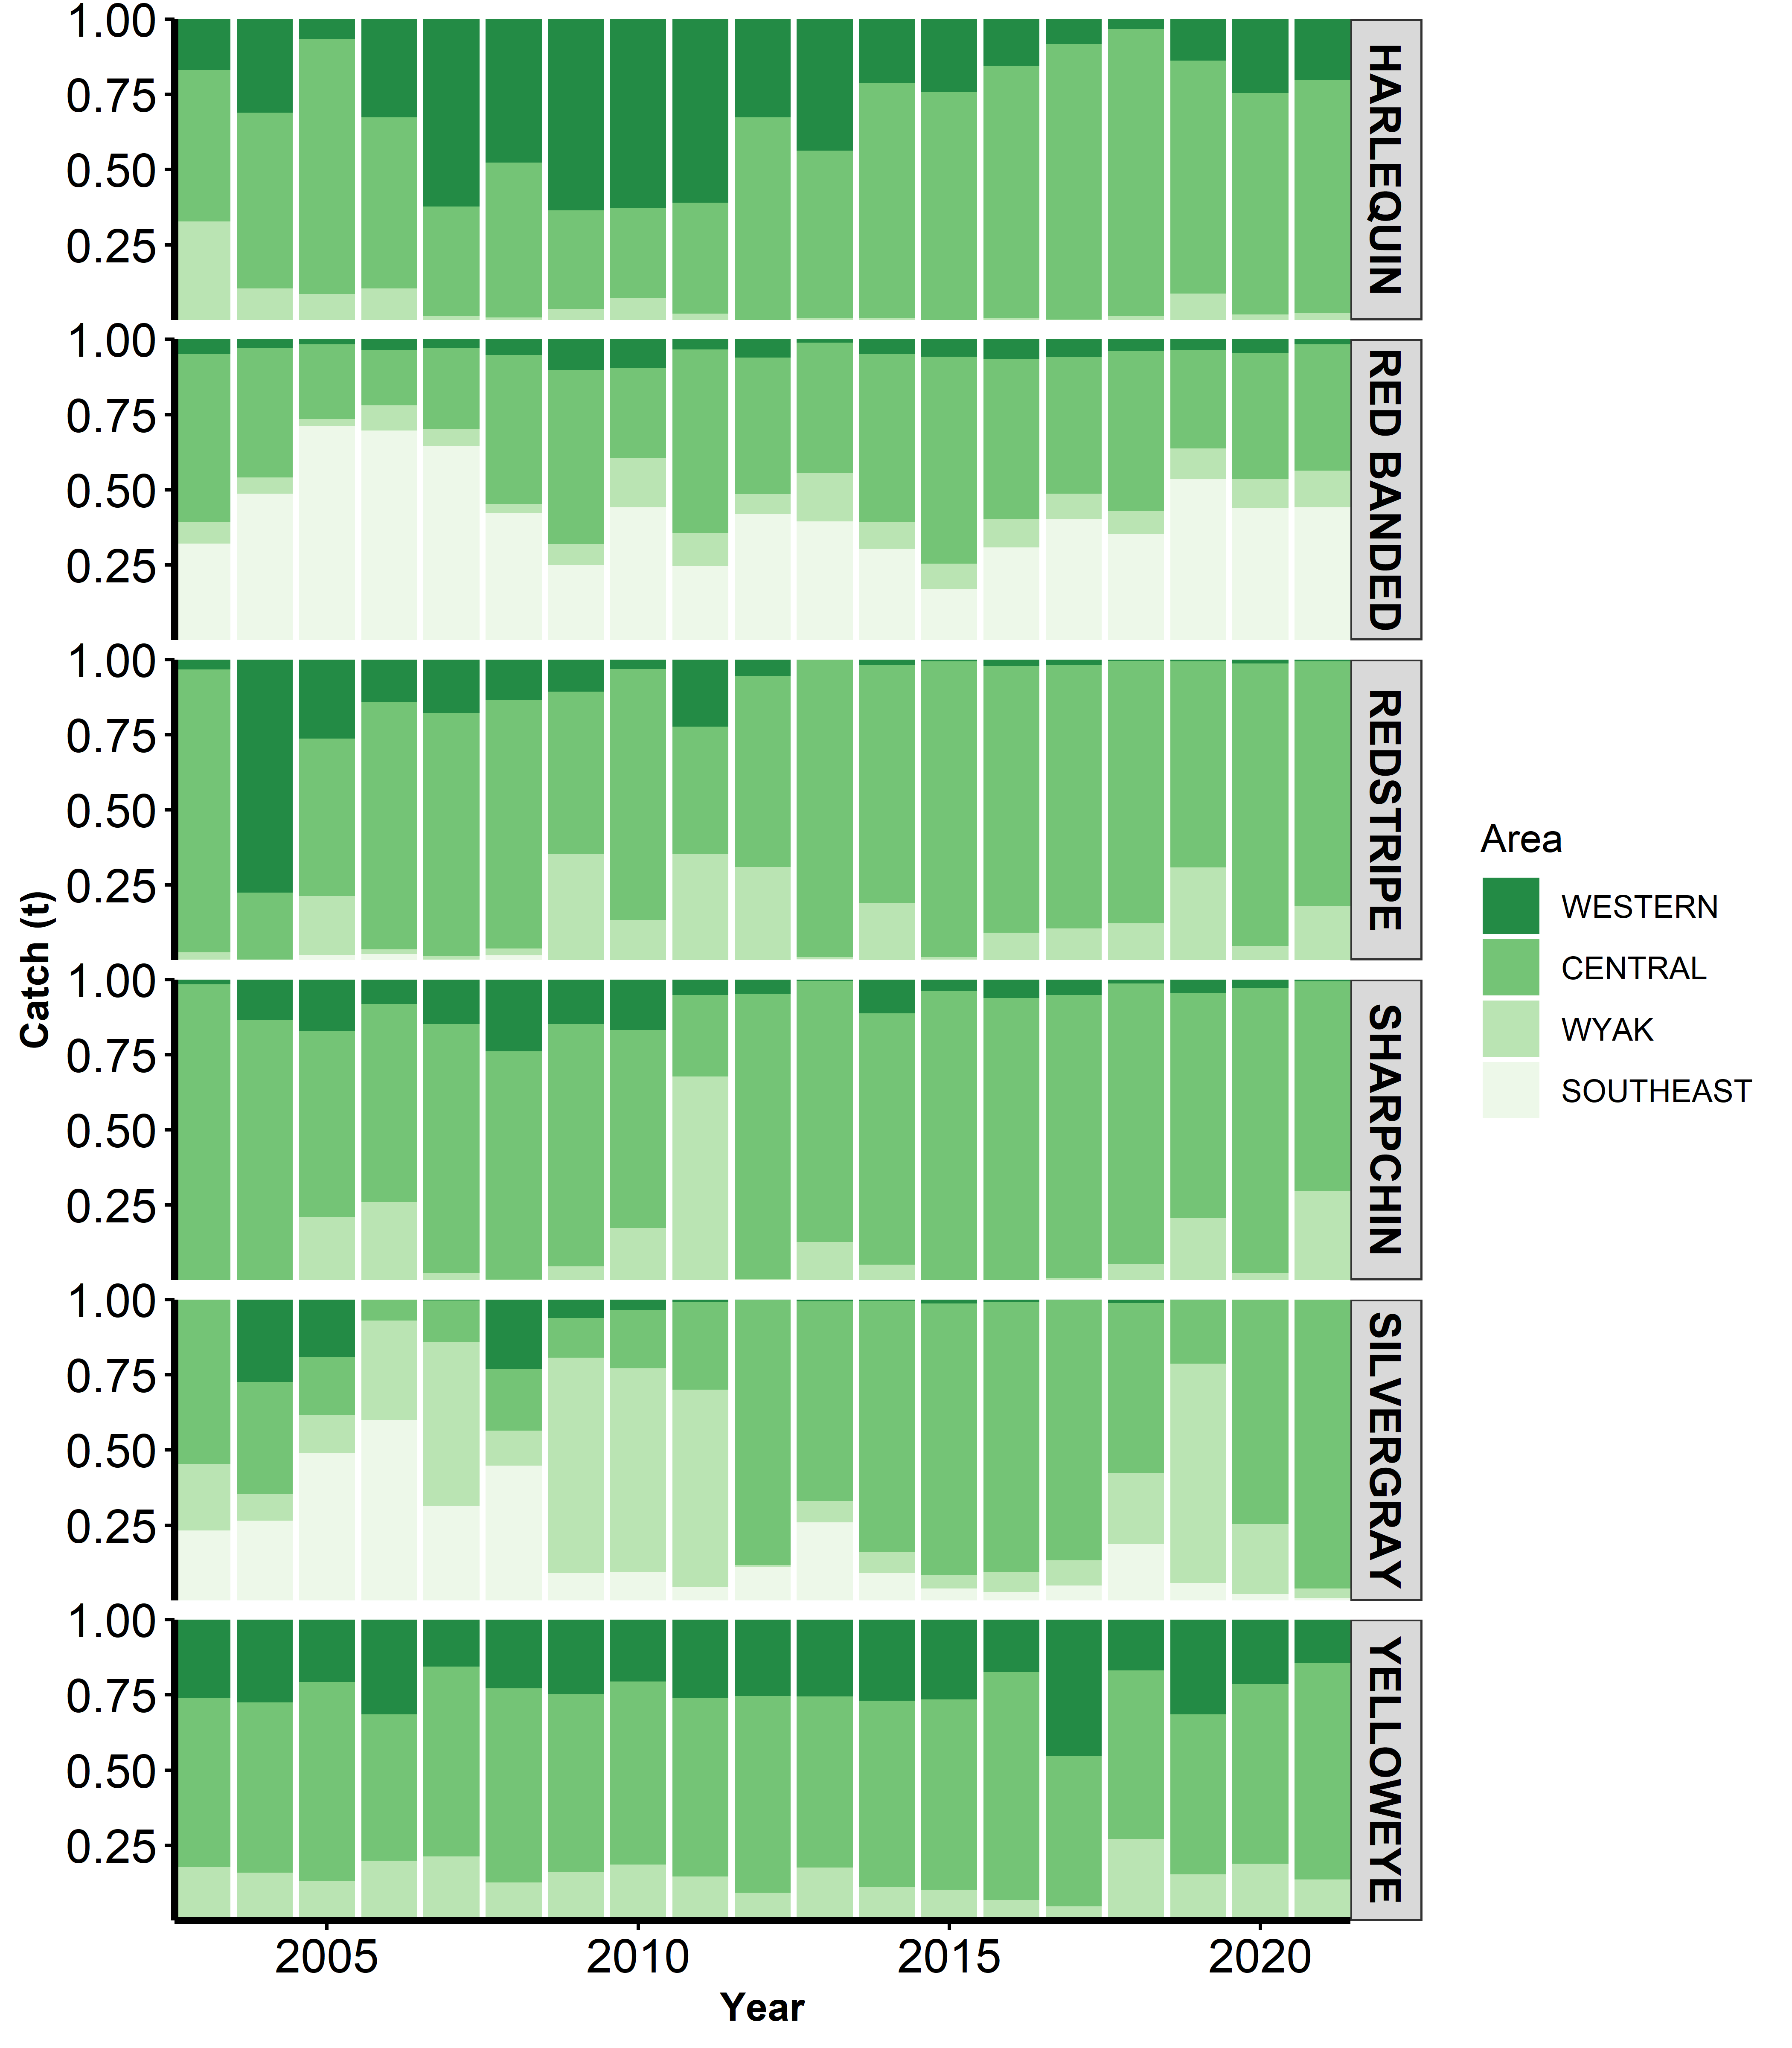 Catch (t)
1.00
0.75
0.50
0.25
HARLEQUIN
1.00
0.75
0.50
0.25
RED BANDED
1.00
0.75
0.50
0.25
REDSTRIPE
1.00
0.75
0.50
0.25
SHARPCHIN
1.00
0.75
0.50
0.25
SILVERGRAY
1.00
0.75
0.50
0.25
YELLOWEYE
2005 2010 2015 2020
Year
Area
WESTERN
CENTRAL
WYAK
SOUTHEAST